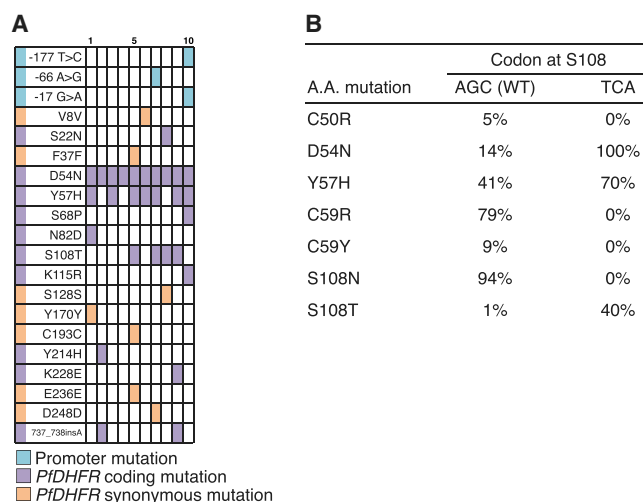 A
1 5 10
-177 T>C
-66 A>G
-17 G>A
V8V
S22N
F37F
D54N
Y57H
S68P
N82D
S108T
K115R
S128S
Y170Y
C193C
Y214H
K228E
E236E
D248D
737_738insA
Promoter mutation
PfDHFR coding mutation
PfDHFR synonymous mutation
B
Codon at S108
A.A. mutation AGC (WT) TCA
C50R 5% 0%
D54N 14% 100%
Y57H 41% 70%
C59R 79% 0%
C59Y 9% 0%
S108N 94% 0%
S108T 1% 40%